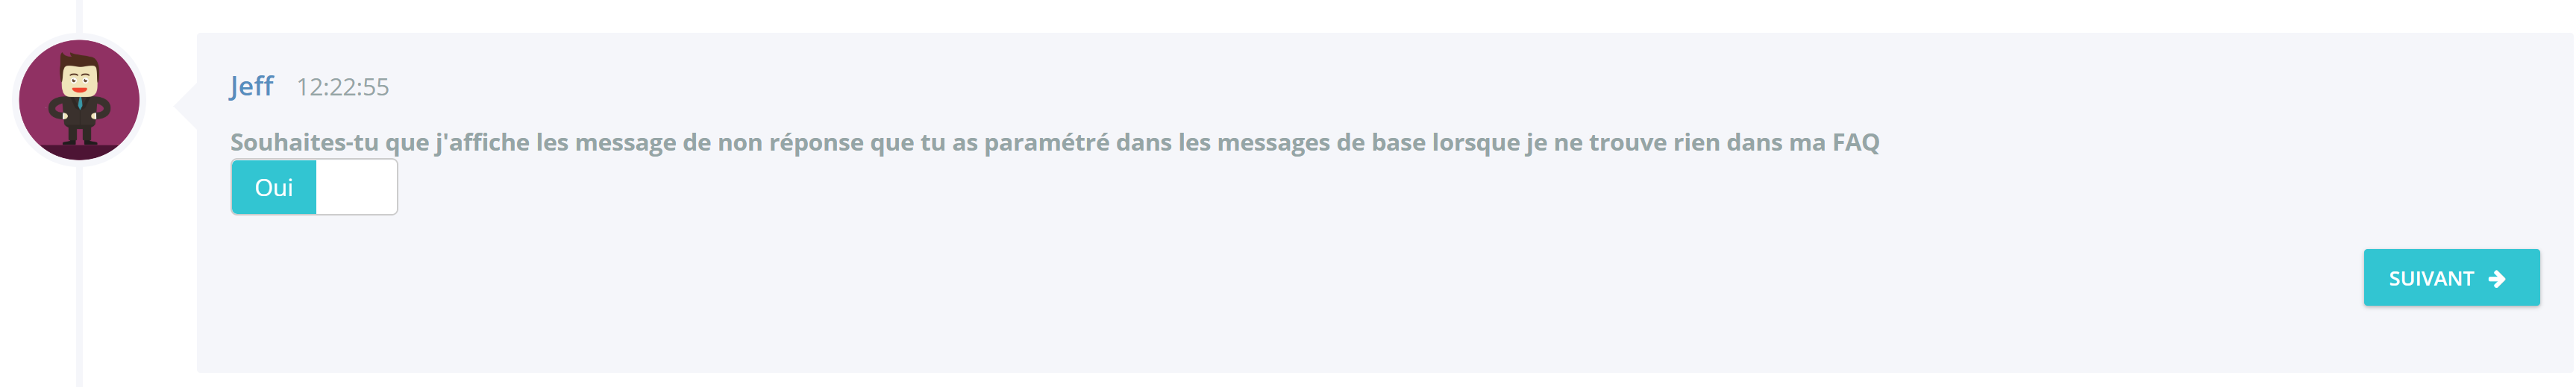 Jeff 12:22:55
Souhaites-tu que j'affiche les message de non réponse que tu as paramétré dans les messages de base lorsque je ne trouve rien dans ma FAQ
Oui
SUIVANT